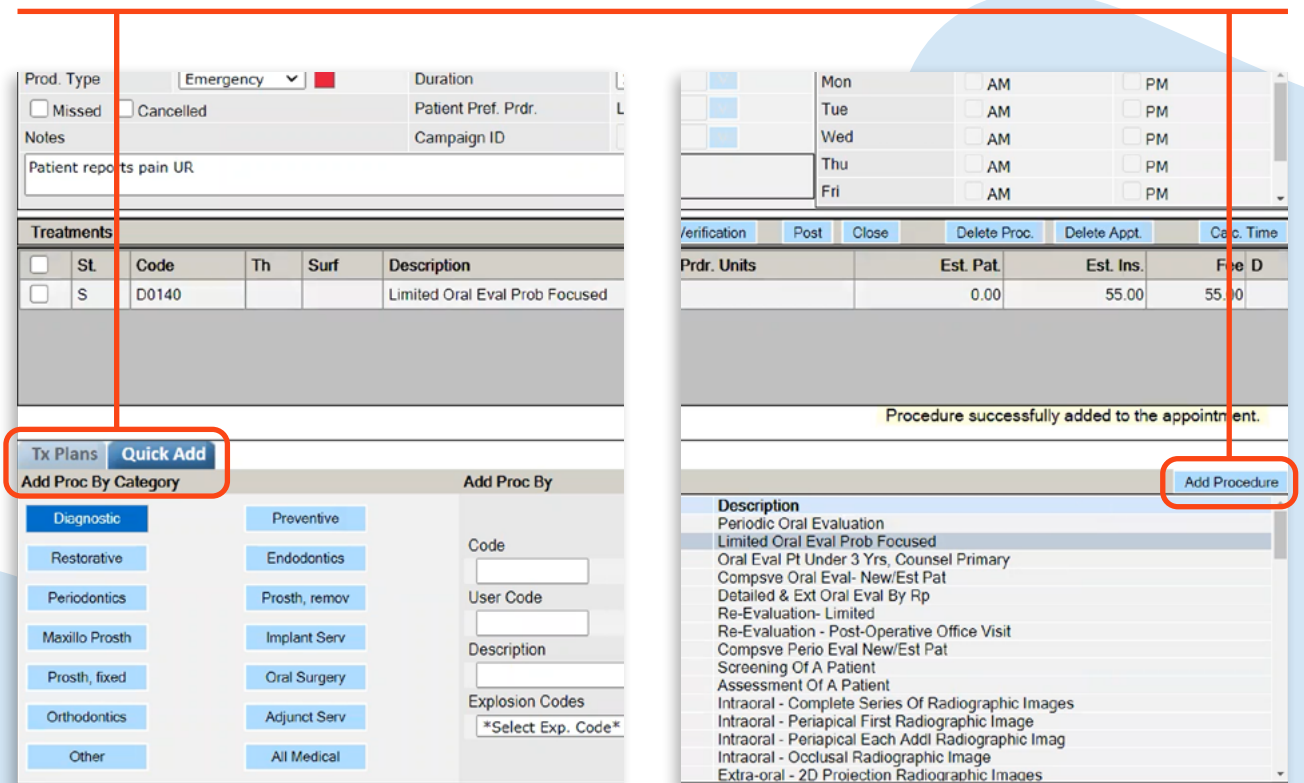 Prod. Type Emergency Duration
Missed Cancelled Patient Pref. Prdr.
Notes Campaign ID
Patient reports pain UR
Treatments
St. Code Th Surf Description
S D0140 Limited Oral Eval Prob Focused
Tx Plans Quick Add
Add Proc By Category Add Proc By
Diagnostic Preventive
Restorative Endodontics
Periodontics Prosth, remov
Maxillo Prosth Implant Serv
Prosth, fixed Oral Surgery
Orthodontics Adjunct Serv
Other All Medical
Code
User Code
Description
Explosion Codes
*Select Exp. Code*
Mon AM PM
Tue AM PM
Wed AM PM
Thu AM PM
Fri AM PM
Verification Post Close Delete Proc. Delete Appt. Calc. Time
Prdr. Units Est. Pat. Est. Ins. Fee D
0.00 55.00 55.00
Procedure successfully added to the appointment.
Add Procedure
Description
Periodic Oral Evaluation
Limited Oral Eval Prob Focused
Oral Eval Pt Under 3 Yrs, Counsel Primary
Compsve Oral Eval- New/Est Pat
Detailed & Ext Oral Eval By Rp
Re-Evaluation- Limited
Re-Evaluation - Post-Operative Office Visit
Compsve Perio Eval New/Est Pat
Screening Of A Patient
Assessment Of A Patient
Intraoral - Complete Series Of Radiographic Images
Intraoral - Periapical First Radiographic Image
Intraoral - Periapical Each Addl Radiographic Imag
Intraoral - Occlusal Radiographic Image
Extra-oral - 2D Projection Radiographic Images